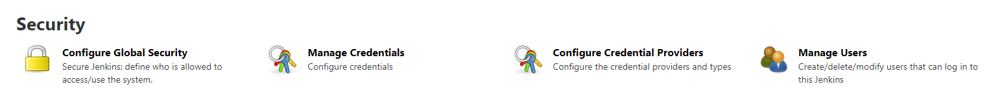 Security
Configure Global Security
Secure Jenkins; define who is allowed to
access/use the system.
Manage Credentials
Configure credentials
Configure Credential Providers
Configure the credential providers and types
Manage Users
Create/delete/modify users that can log in to
this Jenkins